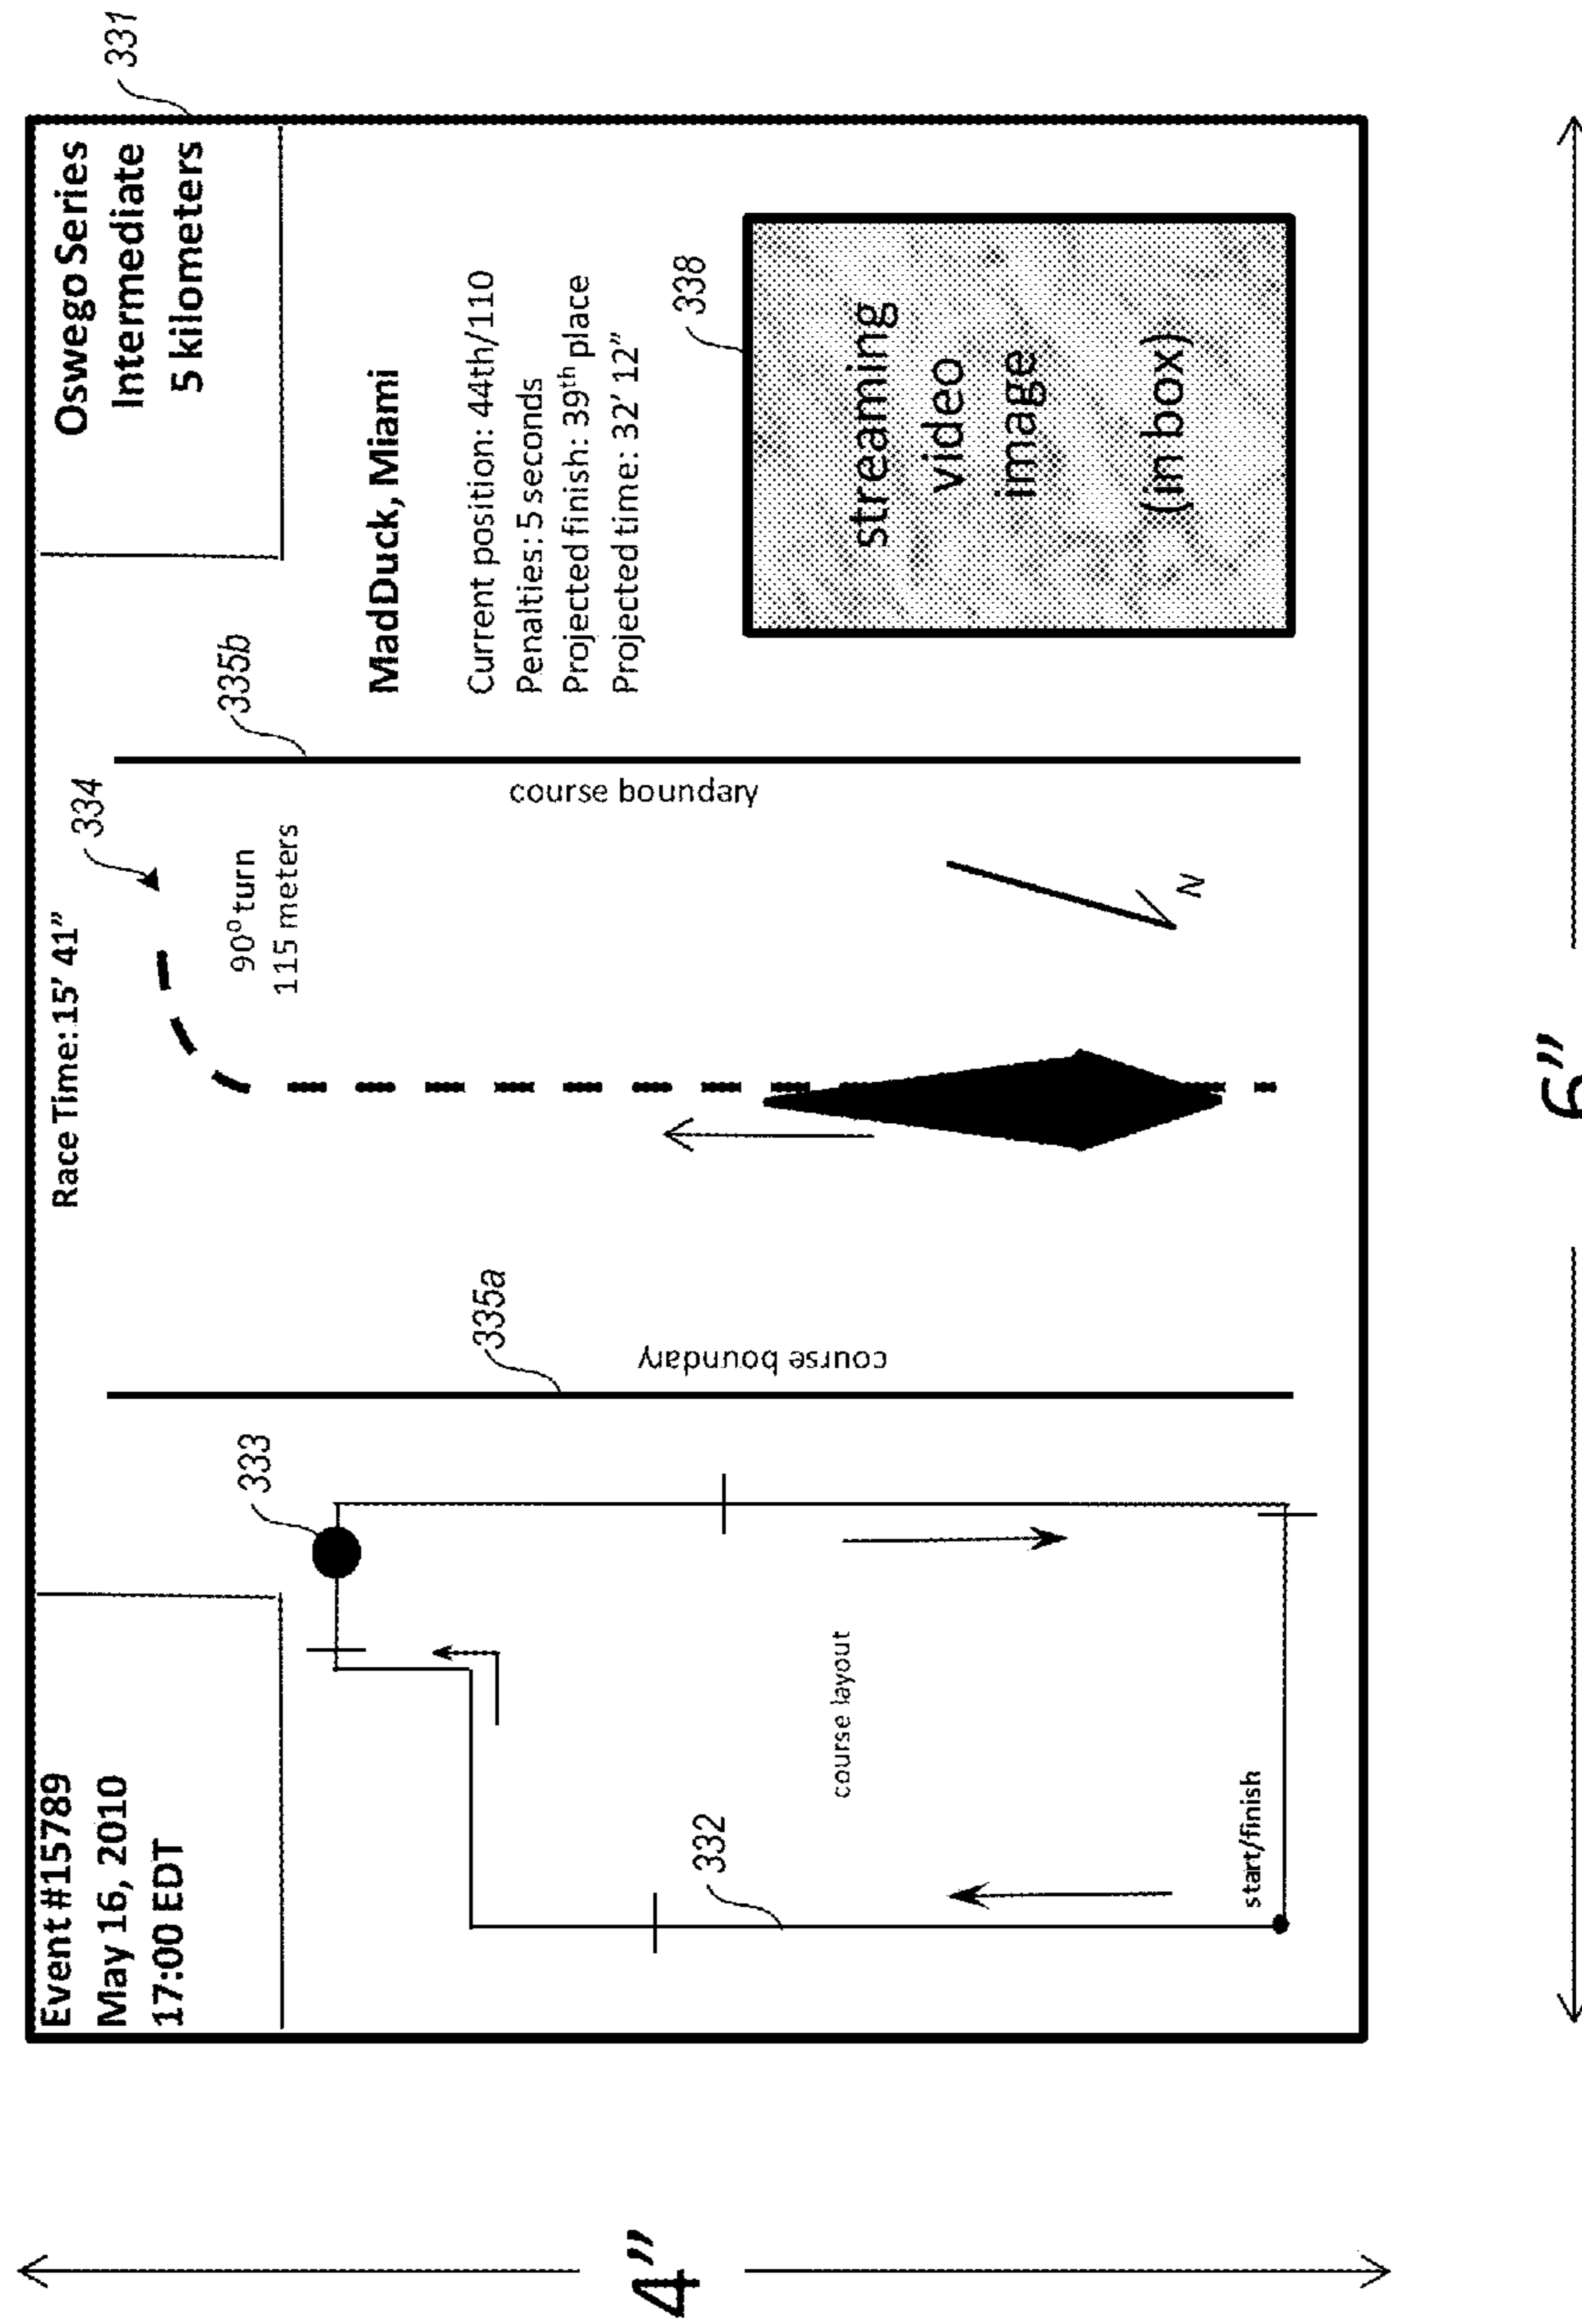 331
Event #15789
May 16, 2010
17:00 EDT
Race Time: 15' 41"
Oswego Series
Intermediate
5 kilometers
334
90⁰ turn
115 meters
333
335b
MadDuck, Miami
Current position: 44th/110
Penalties: 5 seconds
Projected finish: 39th place
Projected time: 32' 12"
335a
course boundary
course boundary
332
course layout
start/finish
N
338
streaming
video
image
(in box)
4"
6"